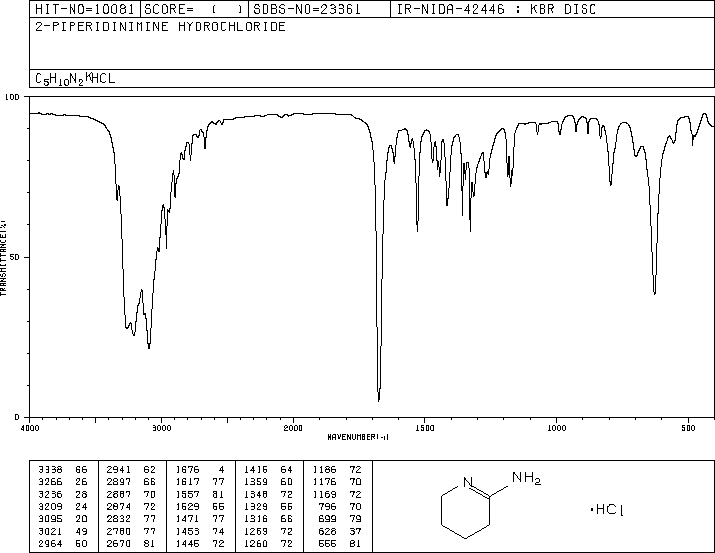 HIT-NO=10081 SCORE= ( ) SDBS-NO=23361 IR-NIDA-42446 : KBR DISC
2-PIPERIDINIMINE HYDROCHLORIDE
C5H10N2KHCL
100
50
0
TRANSMITTANCE(%)
4000 3000 2000 1500 1000 500
WAVENUMBER(-1)
3338 66 2941 62 1676 4 1416 64 1186 72
3266 26 2897 66 1617 77 1359 60 1176 70
3236 28 2887 70 1557 81 1348 72 1169 72
3209 24 2874 72 1529 55 1329 55 796 70
3095 20 2832 77 1471 77 1316 66 699 79
3021 49 2780 77 1453 74 1269 72 628 37
2964 50 2670 81 1445 72 1260 72 555 81
N NH2
·HCl